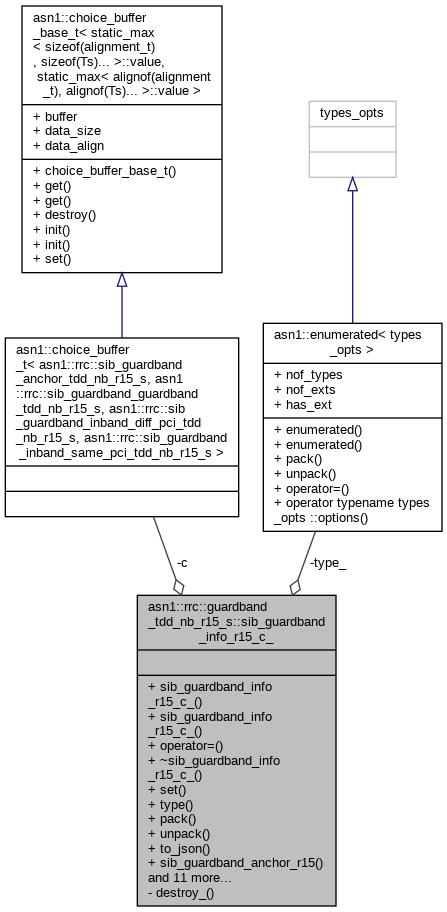 asn1::choice_buffer
_base_t< static_max
< sizeof(alignment_t)
, sizeof(Ts)... >::value,
static_max< alignof(alignment
_t), alignof(Ts)... >::value >
+ buffer
+ data_size
+ data_align
+ choice_buffer_base_t()
+ get()
+ get()
+ destroy()
+ init()
+ init()
+ set()
types_opts
asn1::choice_buffer
_t< asn1::rrc::sib_guardband
_anchor_tdd_nb_r15_s, asn1
::rrc::sib_guardband_guardband
_tdd_nb_r15_s, asn1::rrc::sib
_guardband_inband_diff_pci_tdd
_nb_r15_s, asn1::rrc::sib_guardband
_inband_same_pci_tdd_nb_r15_s >
asn1::enumerated< types
_opts >
+ nof_types
+ nof_exts
+ has_ext
+ enumerated()
+ enumerated()
+ pack()
+ unpack()
+ operator=()
+ operator typename types
_opts ::options()
-c
-type_
asn1::rrc::guardband
_tdd_nb_r15_s::sib_guardband
_info_r15_c_
+ sib_guardband_info
_r15_c_()
+ sib_guardband_info
_r15_c_()
+ operator=()
+ ~sib_guardband_info
_r15_c_()
+ set()
+ type()
+ pack()
+ unpack()
+ to_json()
+ sib_guardband_anchor_r15()
and 11 more...
- destroy_()